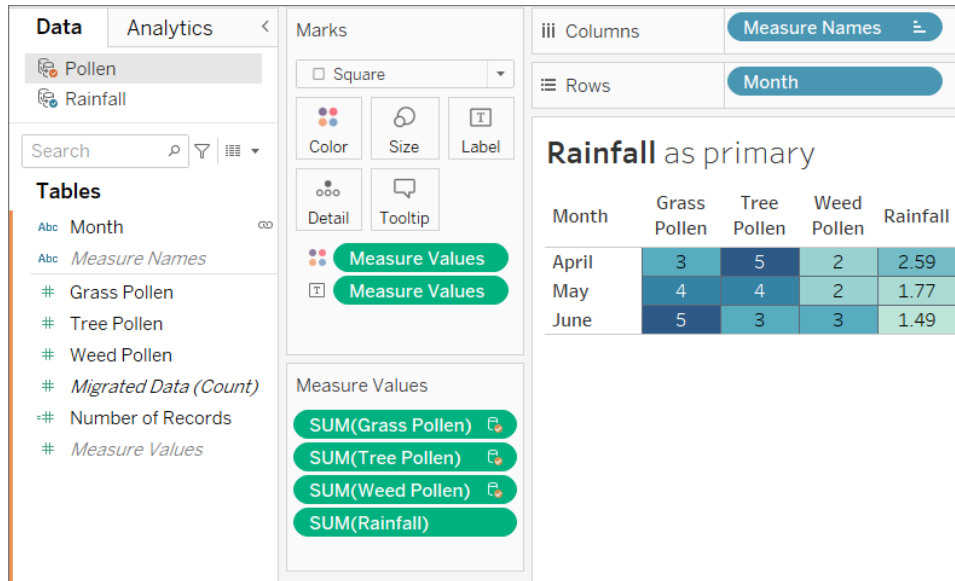 Data Analytics <
Pollen
Rainfall
Search
Tables
Abc Month
Abc Measure Names
# Grass Pollen
# Tree Pollen
# Weed Pollen
# Migrated Data (Count)
=# Number of Records
# Measure Values
Marks
Square
Color Size Label
Detail Tooltip
Measure Values
T Measure Values
Measure Values
SUM(Grass Pollen)
SUM(Tree Pollen)
SUM(Weed Pollen)
SUM(Rainfall)
iii Columns Measure Names
Rows Month
Rainfall as primary
Month Grass Pollen Tree Pollen Weed Pollen Rainfall
April 3 5 2 2.59
May 4 4 2 1.77
June 5 3 3 1.49